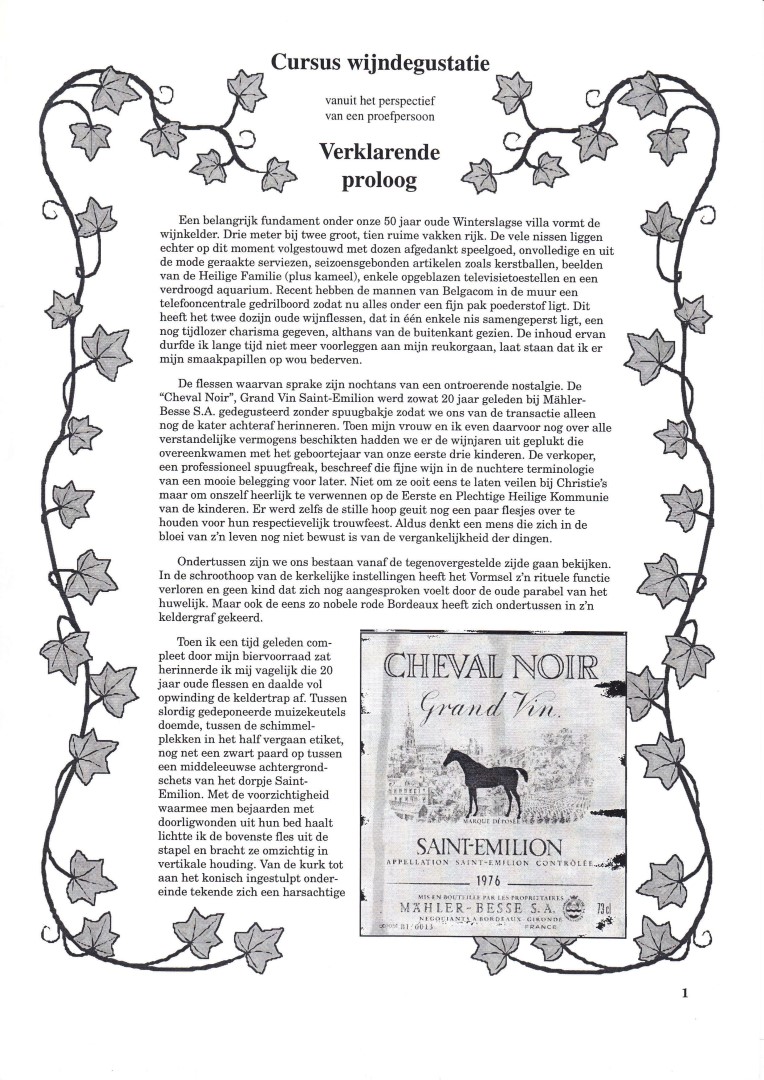 Cursus wijndegustatie
vanuit het perspectief
van een proefpersoon
Verklarende
proloog
Een belangrijk fundament onder onze 50 jaar oude Winterslagse villa vormt de
wijnkelder. Drie meter bij twee groot, tien ruime vakken rijk. De vele nissen liggen
echter op dit moment volgestouwd met dozen afgedankt speelgoed, onvolledige en uit
de mode geraakte serviezen, seizoensgebonden artikelen zoals kerstballen, beelden
van de Heilige Familie (plus kameel), enkele opgeblazen televisietoestellen en een
verdroogd aquarium. Recent hebben de mannen van Belgacom in de muur een
telefooncentrale gedrilboord zodat nu alles onder een fijn pak poederstof ligt. Dit
heeft het twee dozijn oude wijnflessen, dat in één enkele nis samengeperst ligt, een
nog tijdlozer charisma gegeven, althans van de buitenkant gezien. De inhoud ervan
durfde ik lange tijd niet meer voorleggen aan mijn reukorgaan, laat staan dat ik er
mijn smaakpapillen op wou bederven.
De flessen waarvan sprake zijn nochtans van een ontroerende nostalgie. De
“Cheval Noir”, Grand Vin Saint-Emilion werd zowat 20 jaar geleden bij Mähler-
Besse S.A. gedegusteerd zonder spuugbakje zodat we ons van de transactie alleen
nog de kater achteraf herinneren. Toen mijn vrouw en ik even daarvoor nog over alle
verstandelijke vermogens beschikten hadden we er de wijnjaren uit geplukt die
overeenkwamen met het geboortejaar van onze eerste drie kinderen. De verkoper,
een professioneel spuugfreak, beschreef die fijne wijn in de nuchtere terminologie
van een mooie belegging voor later. Niet om ze ooit eens te laten veilen bij Christie’s
maar om onszelf heerlijk te verwennen op de Eerste en Plechtige Heilige Kommunie
van de kinderen. Er werd zelfs de stille hoop geuit nog een paar flesjes over te
houden voor hun respectievelijk trouwfeest. Aldus denkt een mens die zich in de
bloei van z’n leven nog niet bewust is van de vergankelijkheid der dingen.
Ondertussen zijn we ons bestaan vanaf de tegenovergestelde zijde gaan bekijken.
In de schroothoop van de kerkelijke instellingen heeft het Vormsel z’n rituele functie
verloren en geen kind dat zich nog aangesproken voelt door de oude parabel van het
huwelijk. Maar ook de eens zo nobele rode Bordeaux heeft zich ondertussen in z’n
keldergraf gekeerd.
Toen ik een tijd geleden com-
pleet door mijn biervoorraad zat
herinnerde ik mij vagelijk die 20
jaar oude flessen en daalde vol
opwinding de keldertrap af. Tussen
slordig gedeponeerde muizekeutels
doemde, tussen de schimmel-
plekken in het half vergaan etiket,
nog net een zwart paard op tussen
een middeleeuwse achtergrond-
schets van het dorpje Saint-
Emilion. Met de voorzichtigheid
waarmee men bejaarden met
doorligwonden uit hun bed haalt
lichtte ik de bovenste fles uit de
stapel en bracht ze omzichtig in
vertikale houding. Van de kurk tot
aan het konisch ingestulpt onder-
einde tekende zich een harsachtige
CHEVAL NOIR
Grand Vin.
MARQUE DÉPOSÉE
SAINT-EMILION
APPELLATION SAINT-EMILION CONTRÔLÉE
1976
MIS EN BOUTEILLE PAR LES PROPRIETAIRES
MÄHLER-BESSE S.A.
73cl
NEGOCIANTS A BORDEAUX GIRONDE
FRANCE
1